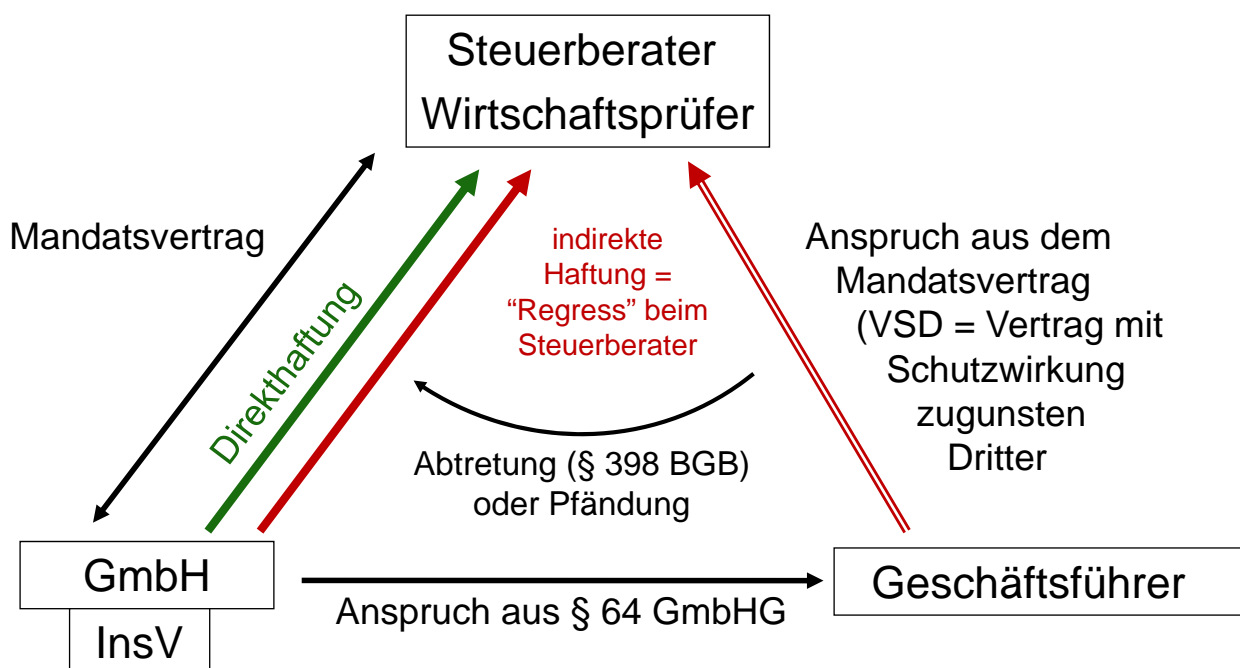 Steuerberater
Wirtschaftsprüfer
Mandatsvertrag
Direkthaftung
indirekte
Haftung =
“Regress” beim
Steuerberater
Anspruch aus dem
Mandatsvertrag
(VSD = Vertrag mit
Schutzwirkung
zugunsten
Dritter
Abtretung (§ 398 BGB)
oder Pfändung
GmbH
InsV
Anspruch aus § 64 GmbHG
Geschäftsführer